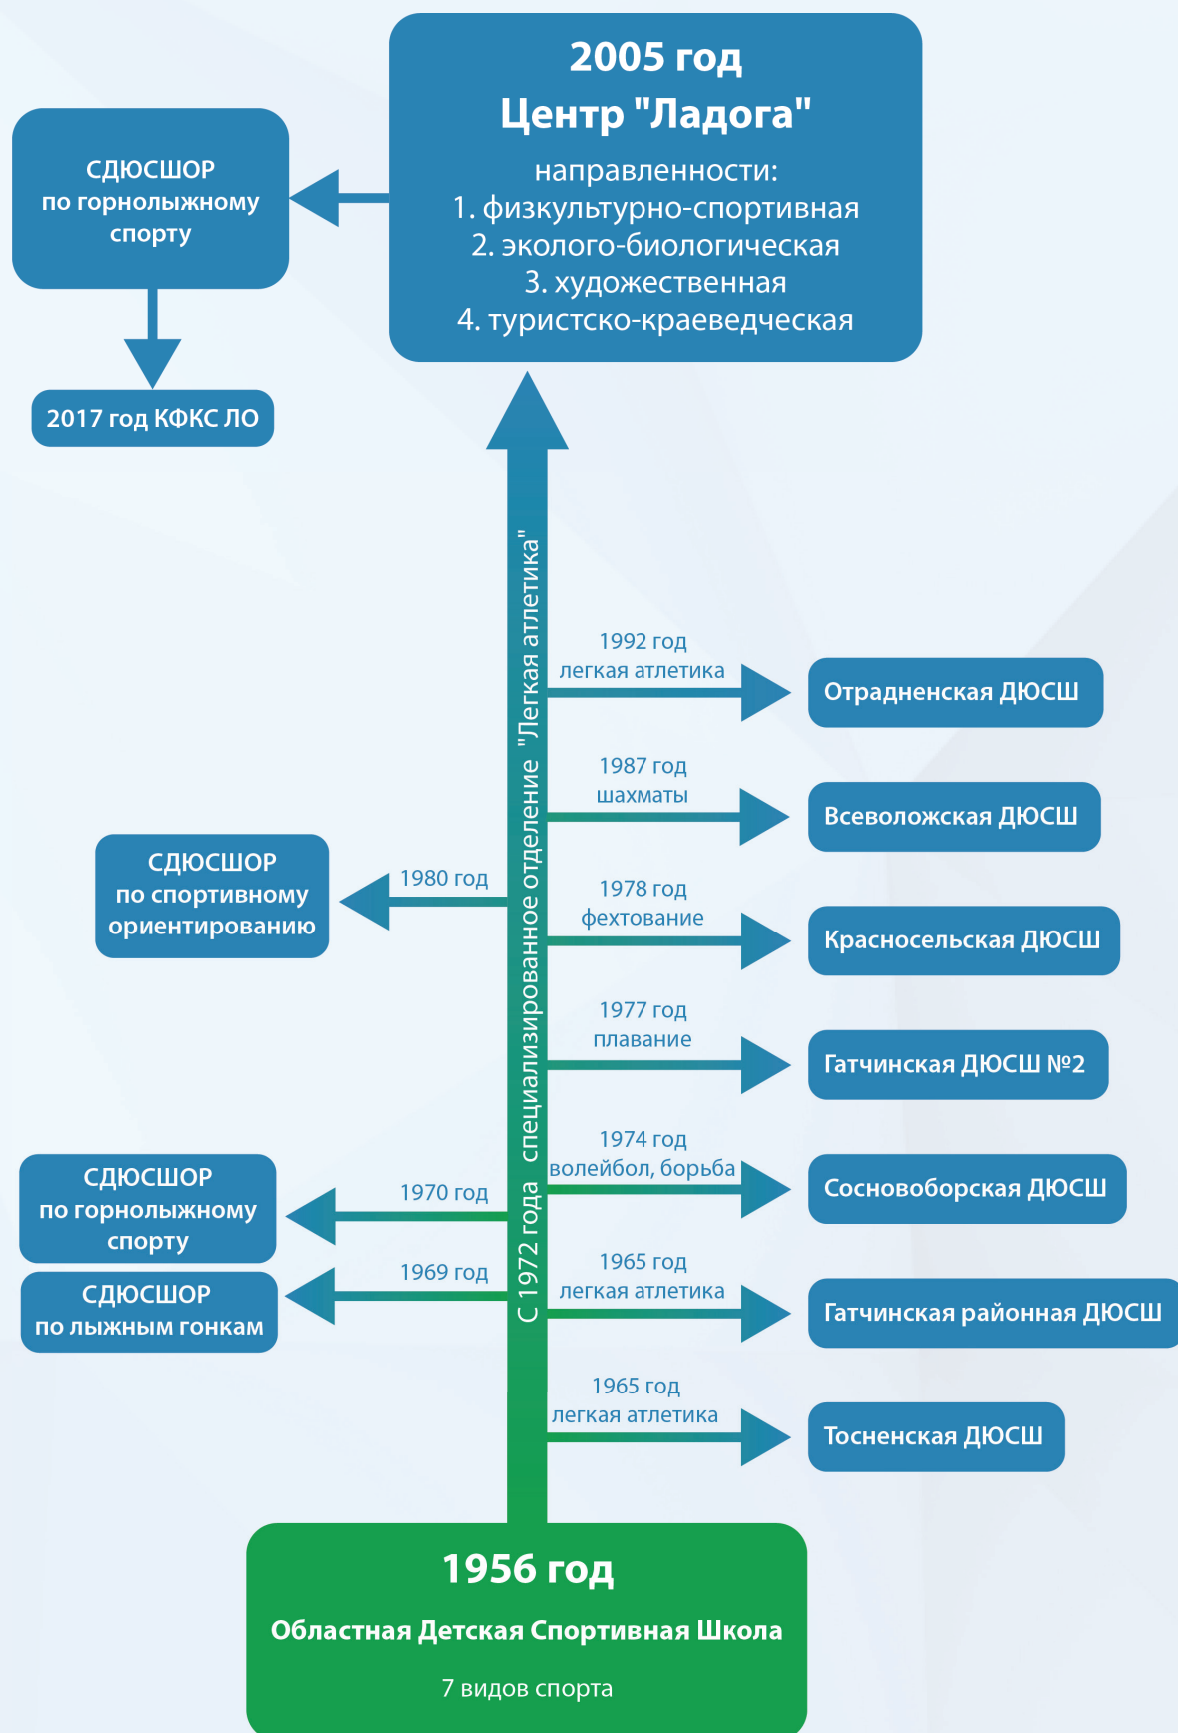 2005 год
Центр "Ладога"
направленности:
1. физкультурно-спортивная
2. эколого-биологическая
3. художественная
4. туристско-краеведческая
СДЮСШОР
по горнолыжному
спорту
2017 год КФКС ЛО
С 1972 года специализированное отделение "Легкая атлетика"
1992 год
легкая атлетика
Отрадненская ДЮСШ
1987 год
шахматы
Всеволожская ДЮСШ
СДЮСШОР
по спортивному
ориентированию
1980 год
1978 год
фехтование
Красносельская ДЮСШ
1977 год
плавание
Гатчинская ДЮСШ №2
1974 год
волейбол, борьба
Сосновоборская ДЮСШ
СДЮСШОР
по горнолыжному
спорту
1970 год
1969 год
СДЮСШОР
по лыжным гонкам
1965 год
легкая атлетика
Гатчинская районная ДЮСШ
1965 год
легкая атлетика
Тосненская ДЮСШ
1956 год
Областная Детская Спортивная Школа
7 видов спорта